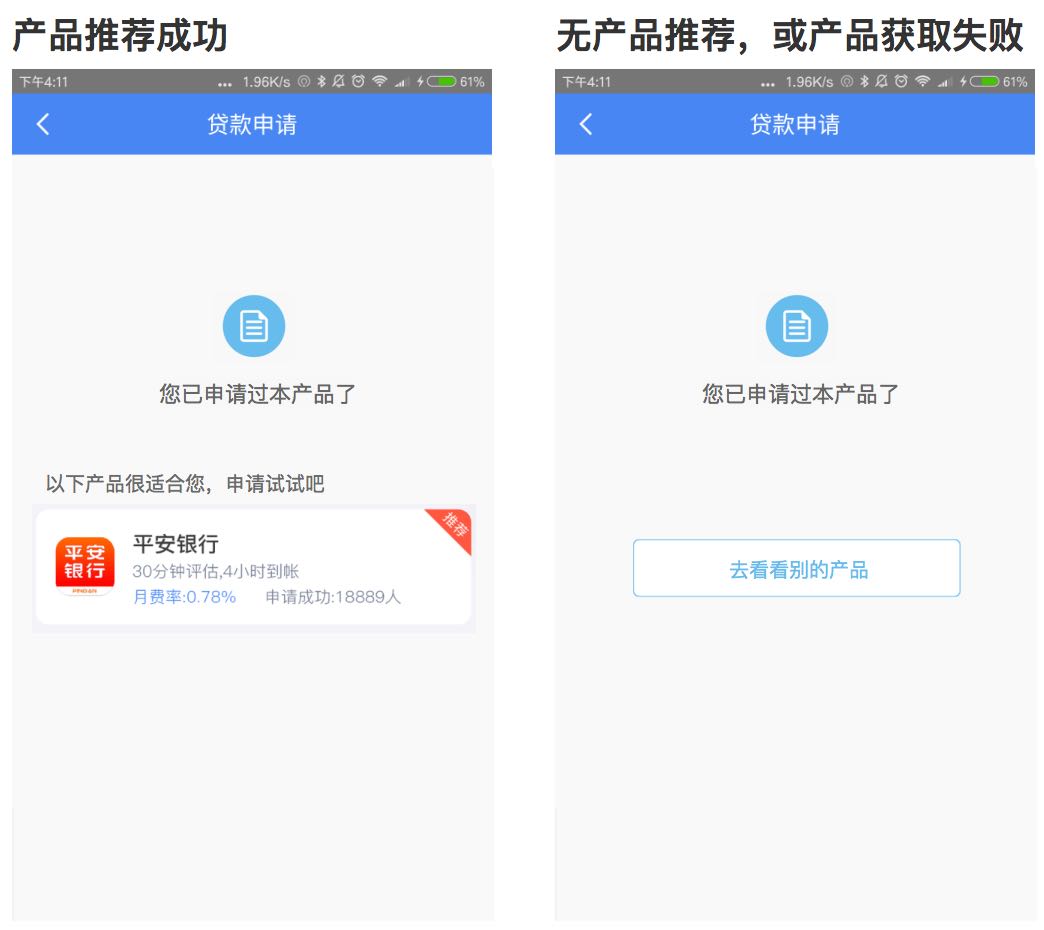 产品推荐成功
下午4:11
1.96K/s
61%
贷款申请
您已申请过本产品了
以下产品很适合您，申请试试吧
推荐
平安
银行
PINGAN
平安银行
30分钟评估,4小时到帐
月费率:0.78% 申请成功:18889人
无产品推荐，或产品获取失败
下午4:11
1.96K/s
61%
贷款申请
您已申请过本产品了
去看看别的产品